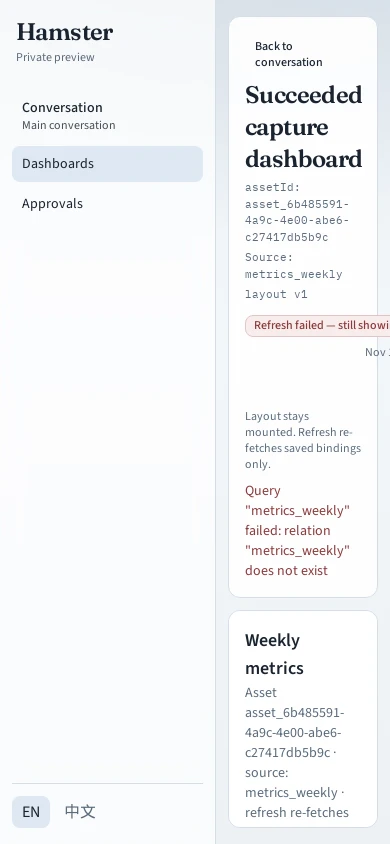 Hamster
Private preview
Conversation
Main conversation
Dashboards
Approvals
EN
中文
Back to
conversation
Succeeded
capture
dashboard
assetId:
asset_6b485591-
4a9c-4e00-abe6-
c27417db5b9c
Source:
metrics_weekly
layout v1
Refresh failed — still
Nov
Layout stays
mounted. Refresh re-
fetches saved bindings
only.
Query
"metrics_weekly"
failed: relation
"metrics_weekly"
does not exist
Weekly
metrics
Asset
asset_6b485591-
4a9c-4e00-abe6-
c27417db5b9c ·
source:
metrics_weekly ·
refresh re-fetches